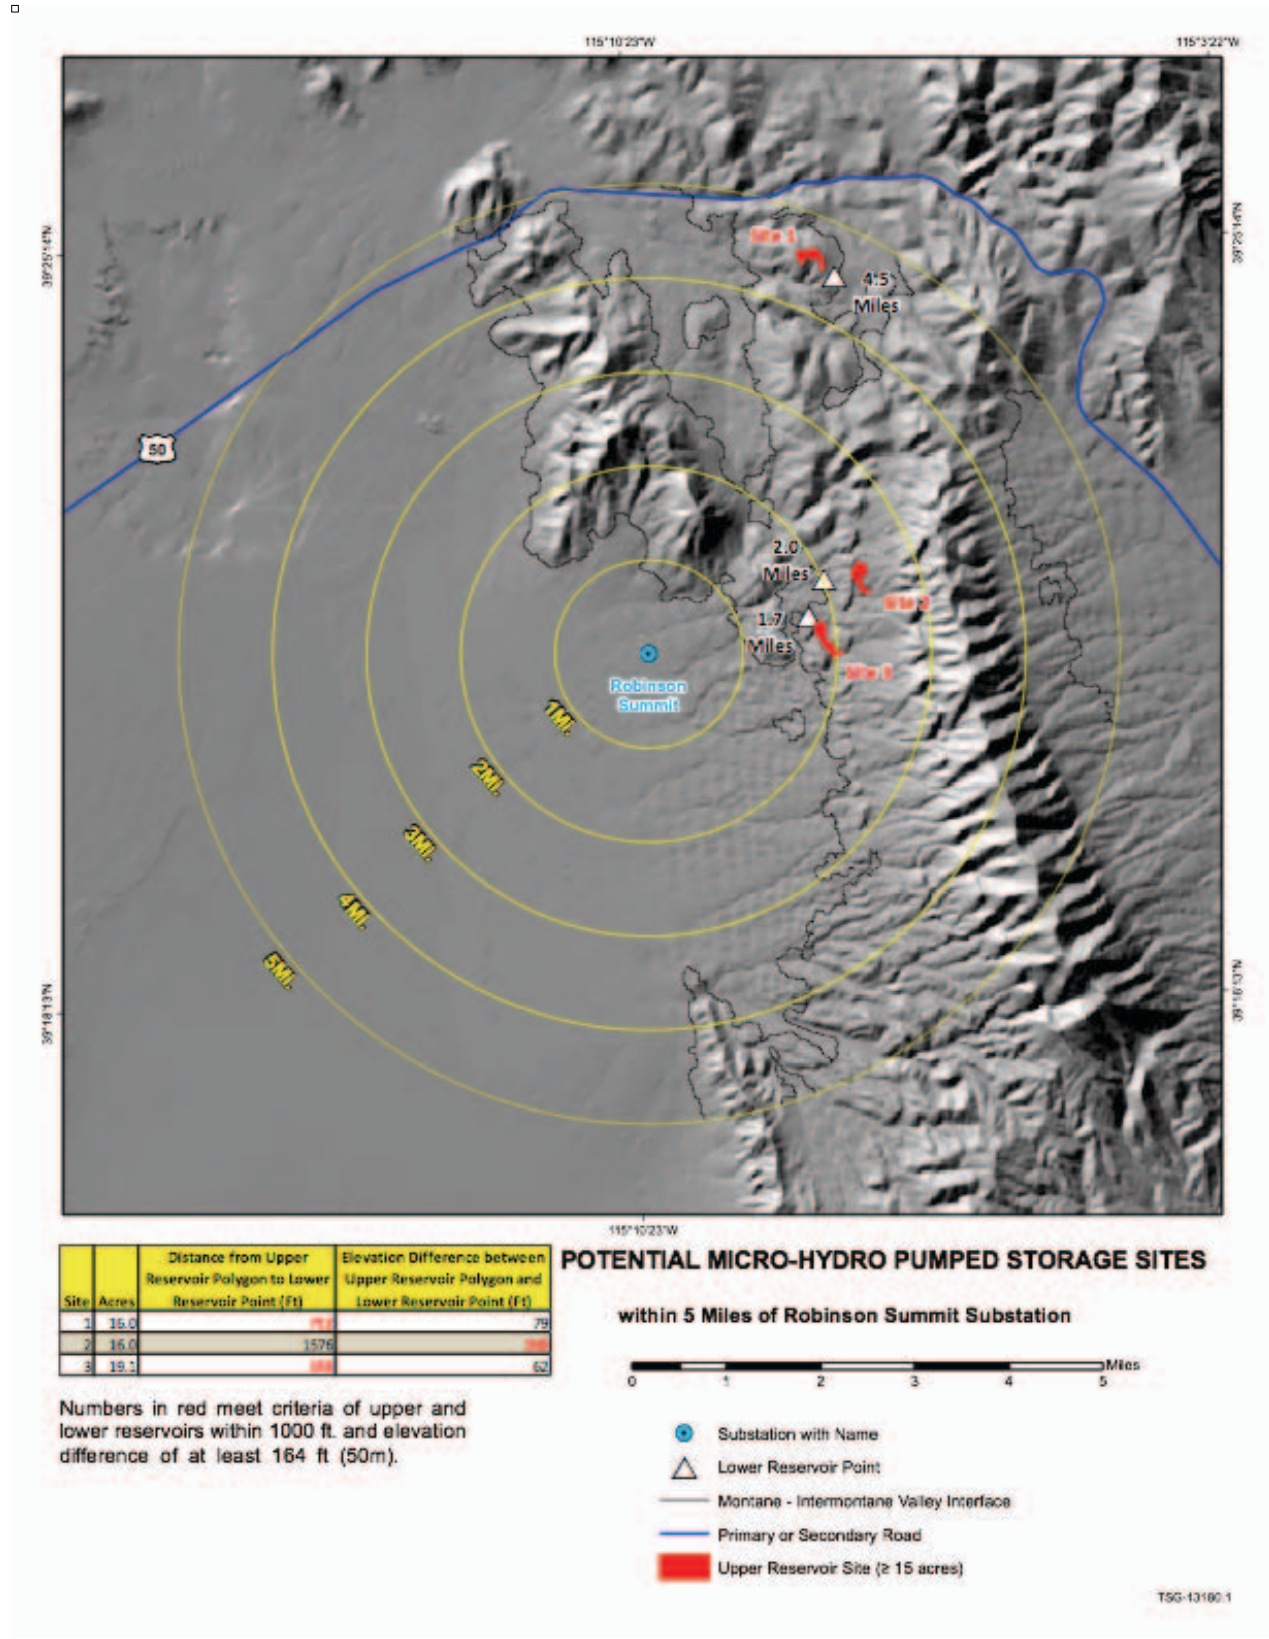 115°10'23"W
115°3'22"W
39°25'14"N
39°25'14"N
Site 1
4.5
Miles
50
2.0
Miles
Site 2
1.7
Miles
Site 3
Robinson
Summit
1Mi.
2Mi.
3Mi.
4Mi.
5Mi.
39°18'13"N
39°18'13"N
115°10'23"W
Site Acres Distance from Upper Reservoir Polygon to Lower Reservoir Point (Ft) Elevation Difference between Upper Reservoir Polygon and Lower Reservoir Point (Ft)
1 16.0 79
2 16.0 1576
3 19.1 62
Numbers in red meet criteria of upper and
lower reservoirs within 1000 ft. and elevation
difference of at least 164 ft (50m).
POTENTIAL MICRO-HYDRO PUMPED STORAGE SITES
within 5 Miles of Robinson Summit Substation
Miles
0 1 2 3 4 5
Substation with Name
Lower Reservoir Point
Montane - Intermontane Valley Interface
Primary or Secondary Road
Upper Reservoir Site (≥ 15 acres)
TSG-13180.1